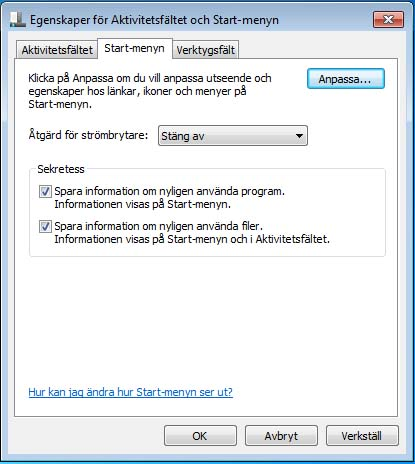 Egenskaper för Aktivitetsfältet och Start-menyn
Aktivitetsfältet Start-menyn Verktygsfält
Klicka på Anpassa om du vill anpassa utseende och
egenskaper hos länkar, ikoner och menyer på
Start-menyn.
Anpassa...
Åtgärd för strömbrytare: Stäng av
Sekretess
Spara information om nyligen använda program.
Informationen visas på Start-menyn.
Spara information om nyligen använda filer.
Informationen visas på Start-menyn och i Aktivitetsfältet.
Hur kan jag ändra hur Start-menyn ser ut?
OK Avbryt Verkställ